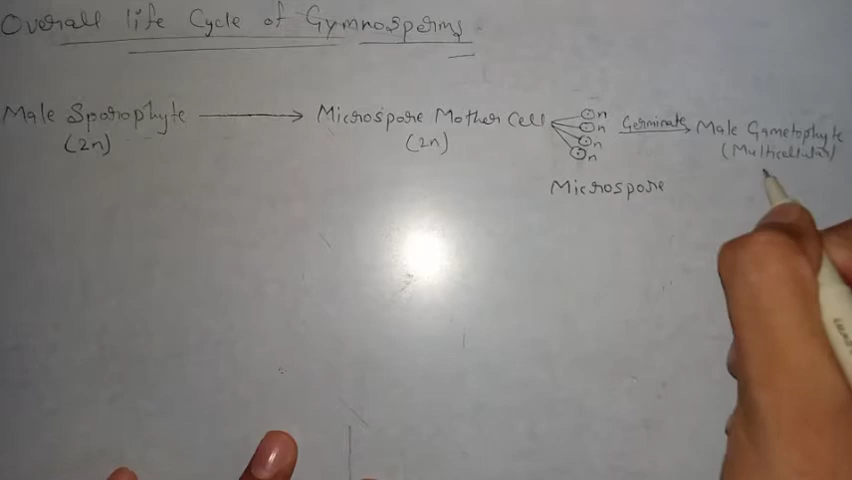 Overall life Cycle of Gymnosperms
Male Sporophyte → Microspore Mother Cell n n n n Germinate → Male Gametophyte
(2n) (2n) (Multicellular)
Microspore